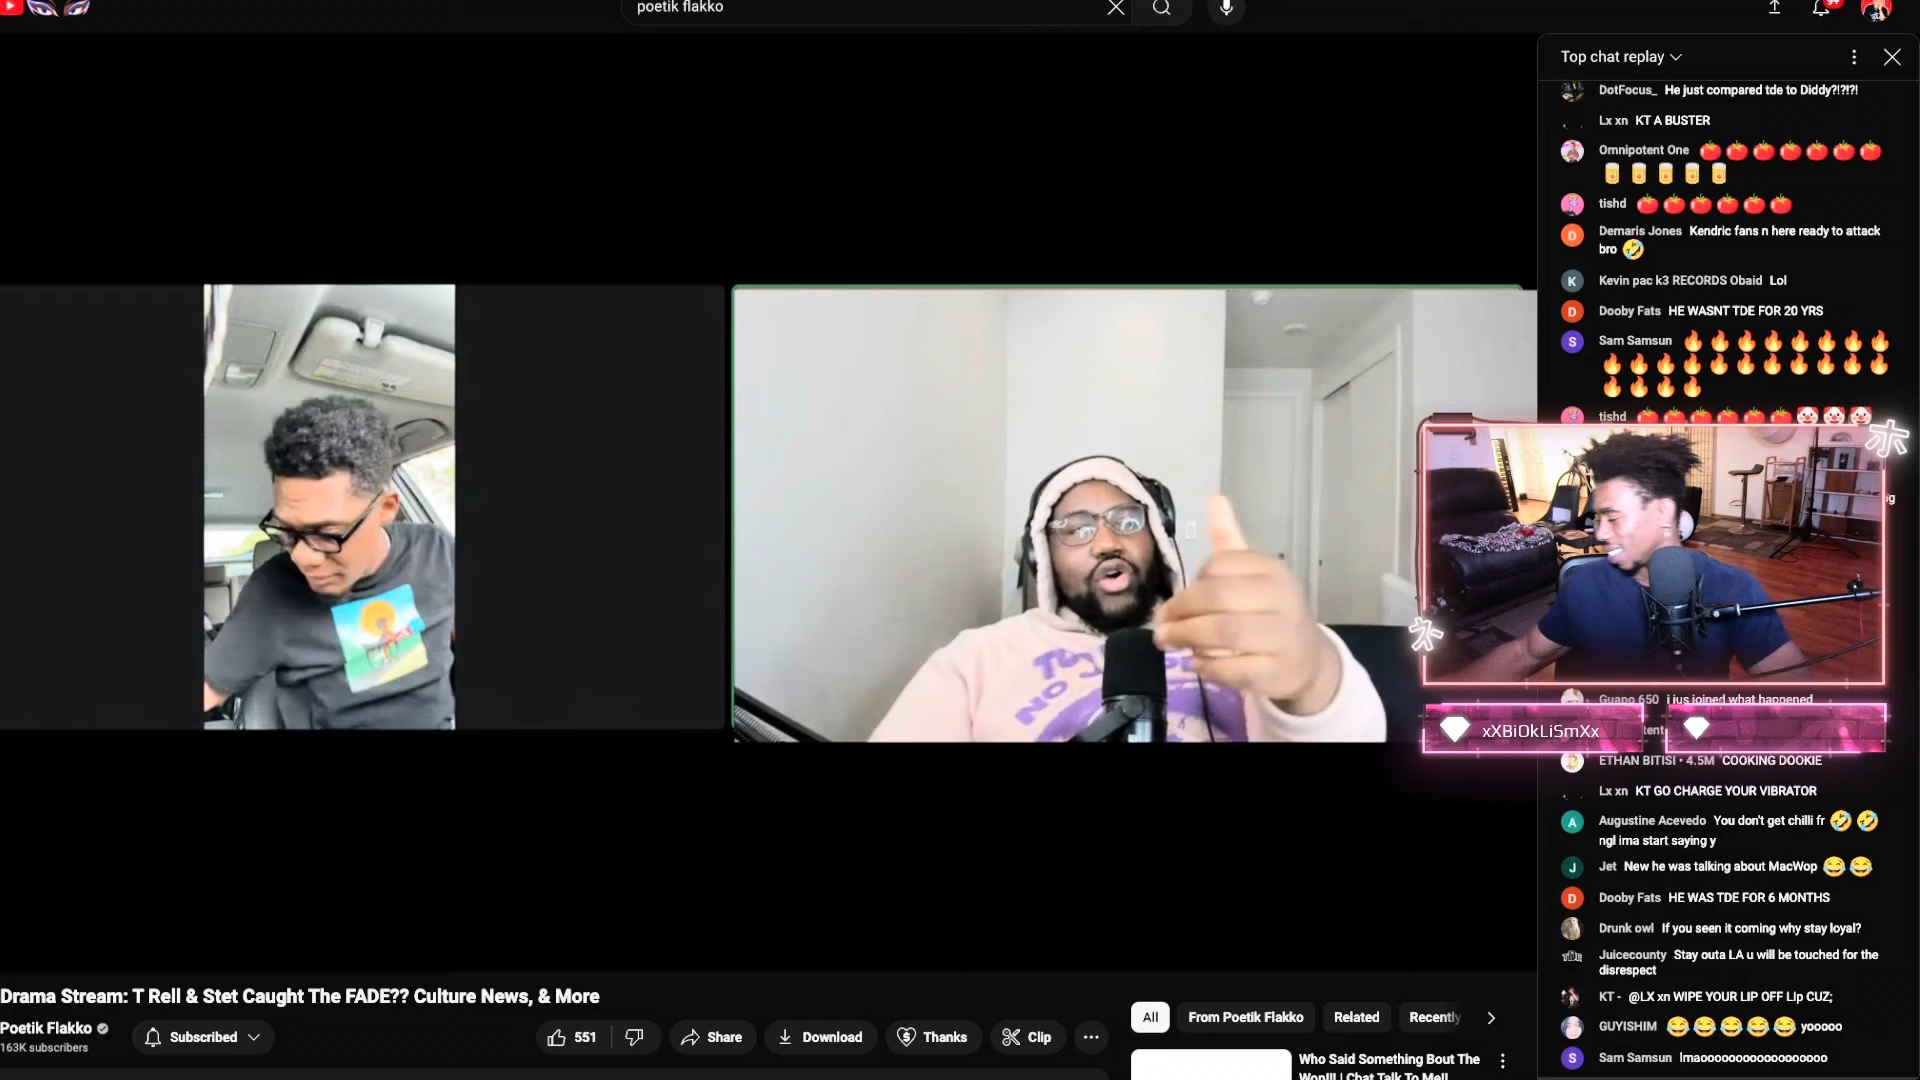 poetik flakko
Top chat replay
DotFocus_ He just compared tde to Diddy?!?!?!
Lx xn KT A BUSTER
Omnipotent One
tishd
Demaris Jones Kendric fans n here ready to attack
bro
Kevin pac k3 RECORDS Obaid Lol
Dooby Fats HE WASNT TDE FOR 20 YRS
Sam Samsun
tishd
ホ
ネ
Guapo 650 i jus joined what happened
xXBiOkLiSmXx
ETHAN BITISI • 4.5M COOKING DOOKIE
Lx xn KT GO CHARGE YOUR VIBRATOR
Augustine Acevedo You don't get chilli fr
ngl ima start saying y
Jet New he was talking about MacWop
Dooby Fats HE WAS TDE FOR 6 MONTHS
Drunk owl If you seen it coming why stay loyal?
Juicecounty Stay outa LA u will be touched for the
disrespect
KT - @LX xn WIPE YOUR LIP OFF LIp CUZ;
GUYISHIM yooooo
Sam Samsun lmaooooooooooooooooooo
Drama Stream: T Rell & Stet Caught The FADE?? Culture News, & More
Poetik Flakko
163K subscribers
Subscribed
551
Share
Download
Thanks
Clip
All
From Poetik Flakko
Related
Recently
Who Said Something Bout The
Wop!!! | Chat Talk To Me!!